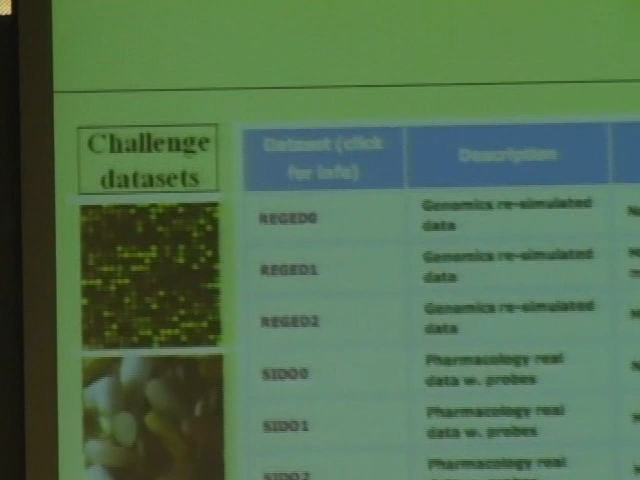 Challenge
datasets
Dataset (click
for info)
Description
REGED0
Genomics re-simulated
data
REGED1
Genomics re-simulated
data
REGED2
Genomics re-simulated
data
SIDO0
Pharmacology real
data w. probes
SIDO1
Pharmacology real
data w. probes
SIDO2
Pharmacology real